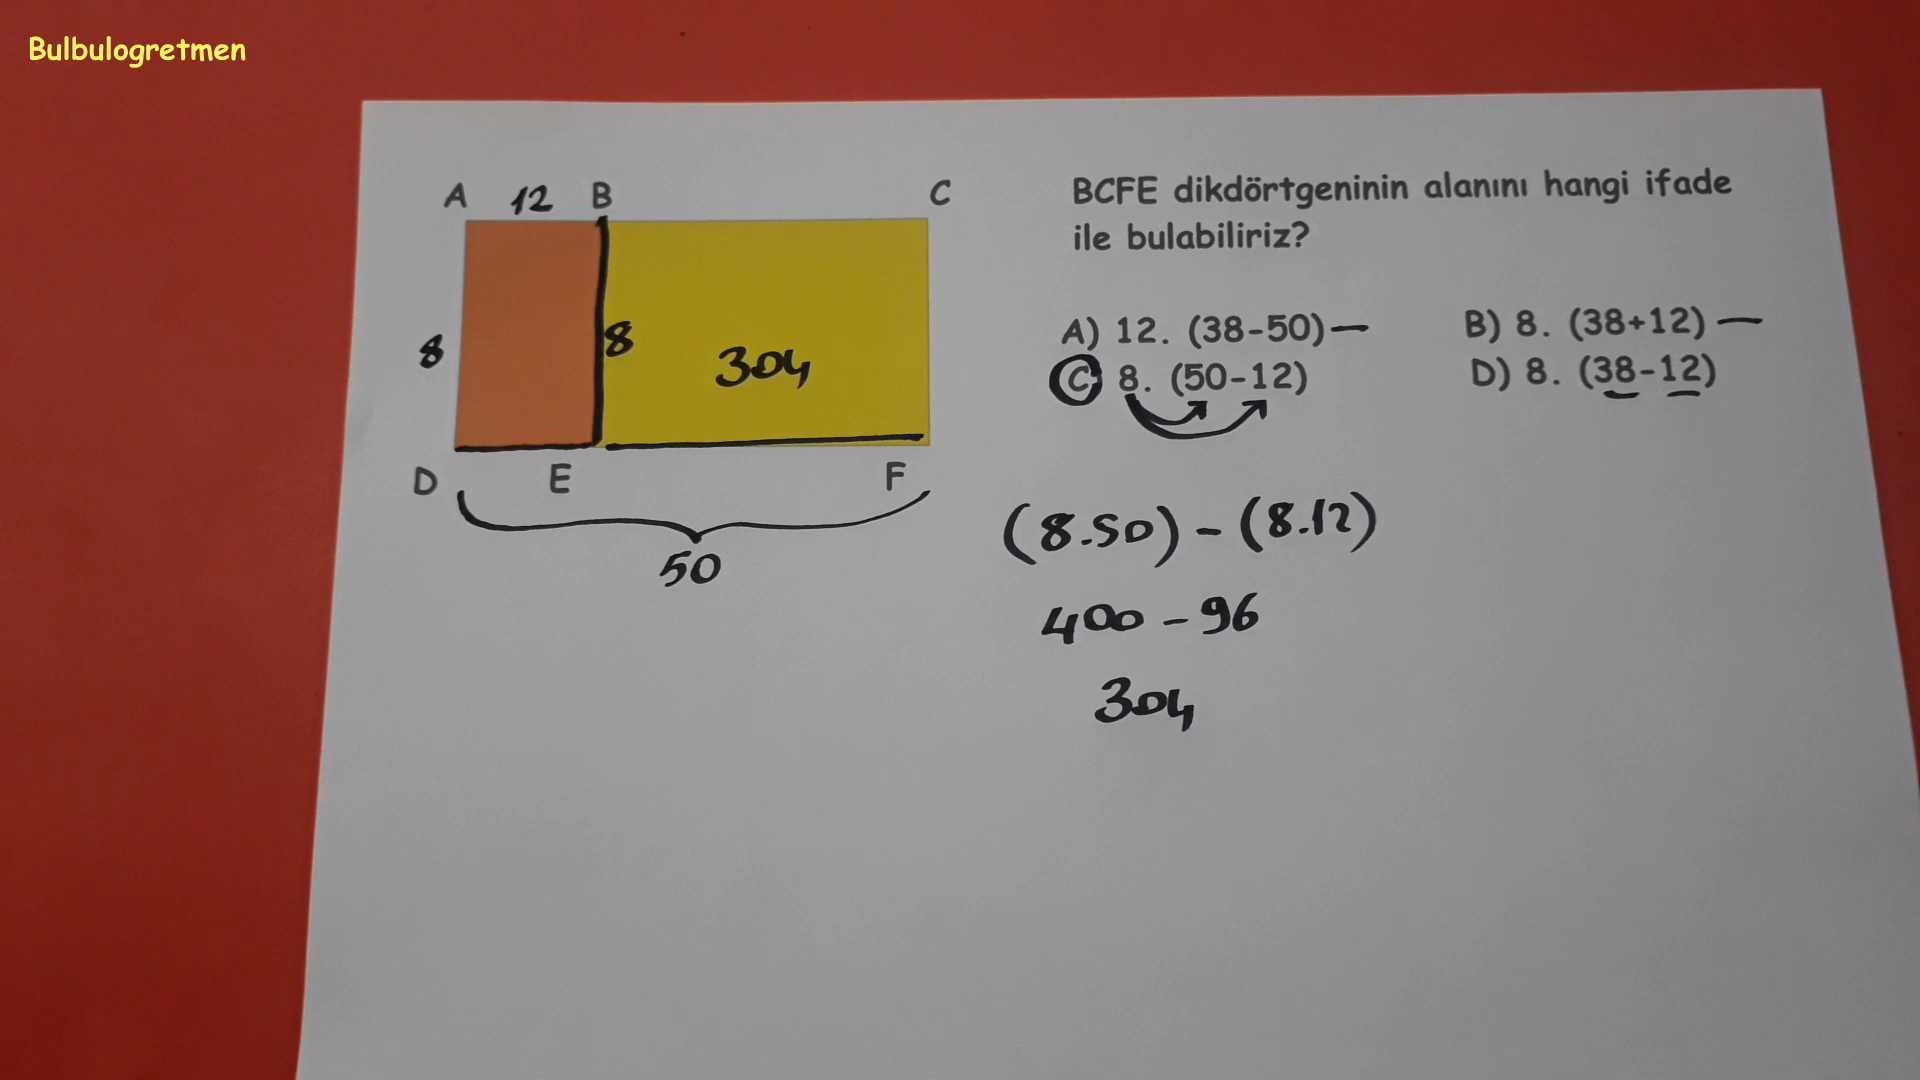 Bulbulogretmen
A 12 B C
8 8 304
D E F
50
BCFE dikdörtgeninin alanını hangi ifade
ile bulabiliriz?
A) 12. (38-50) B) 8. (38+12)
C) 8. (50-12) D) 8. (38-12)
(8.50) - (8.12)
400 - 96
304